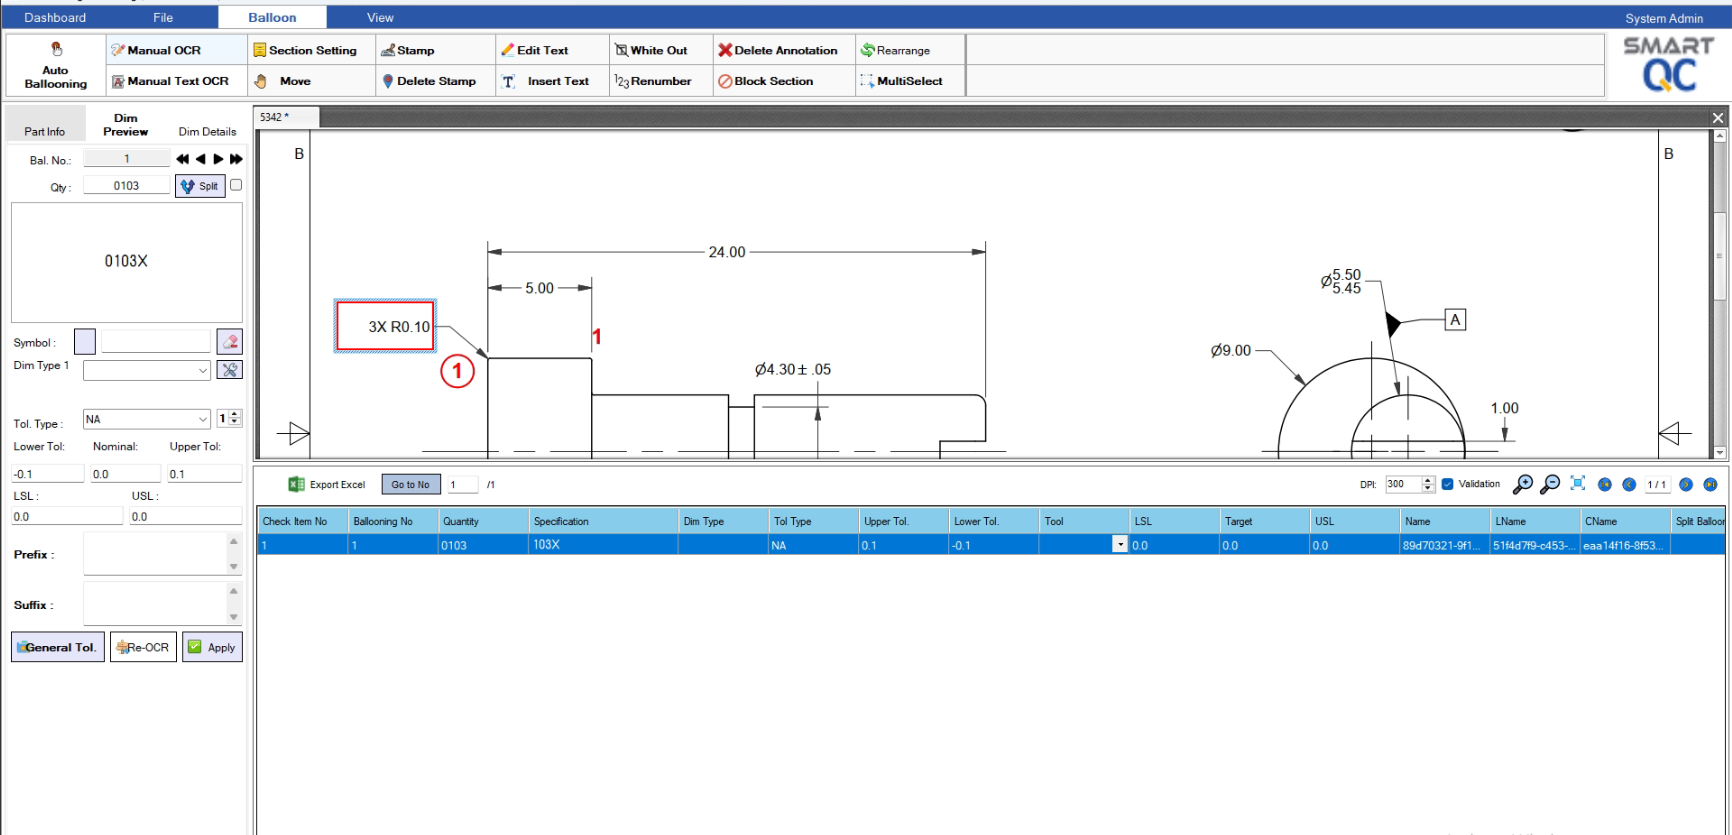 Dashboard File Balloon View System Admin
Auto Ballooning
Manual OCR Section Setting Stamp Edit Text White Out Delete Annotation Rearrange
Manual Text OCR Move Delete Stamp Insert Text 123 Renumber Block Section MultiSelect
SMART QC
Part Info Dim Preview Dim Details
5342 *
Bal. No.: 1
Qty : 0103 Split
0103X
Symbol :
Dim Type 1
Tol. Type : NA 1
Lower Tol: Nominal: Upper Tol:
-0.1 0.0 0.1
LSL : USL :
0.0 0.0
Prefix :
Suffix :
General Tol. Re-OCR Apply
B B
24.00
5.00
3X R0.10
1
1
Ø4.30± .05
Ø5.50
5.45
A
Ø9.00
1.00
Export Excel Go to No 1 /1 DPI: 300 Validation 1 / 1
Check Item No Ballooning No Quantity Specification Dim Type Tol Type Upper Tol. Lower Tol. Tool LSL Target USL Name LName CName Split Balloon
1 1 0103 103X NA 0.1 -0.1 0.0 0.0 0.0 89d70321-9f1... 51f4d7f9-c453-... eaa14f16-8f53...